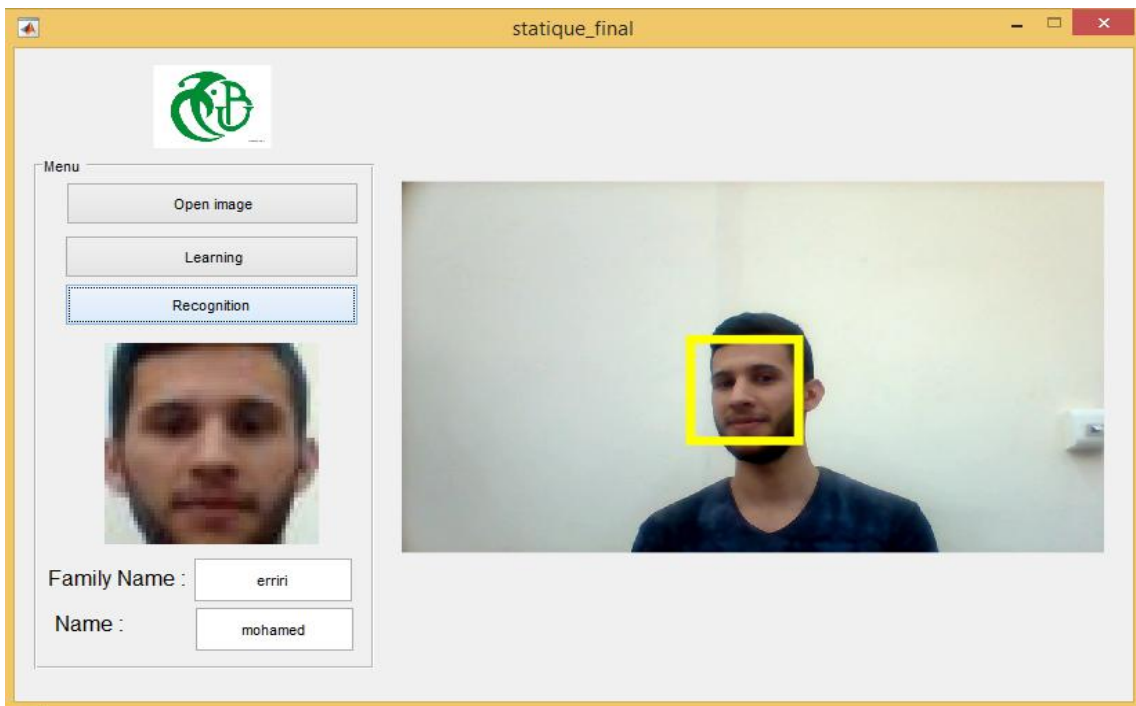 statique_final
Menu
Open image
Learning
Recognition
Family Name : erriri
Name : mohamed